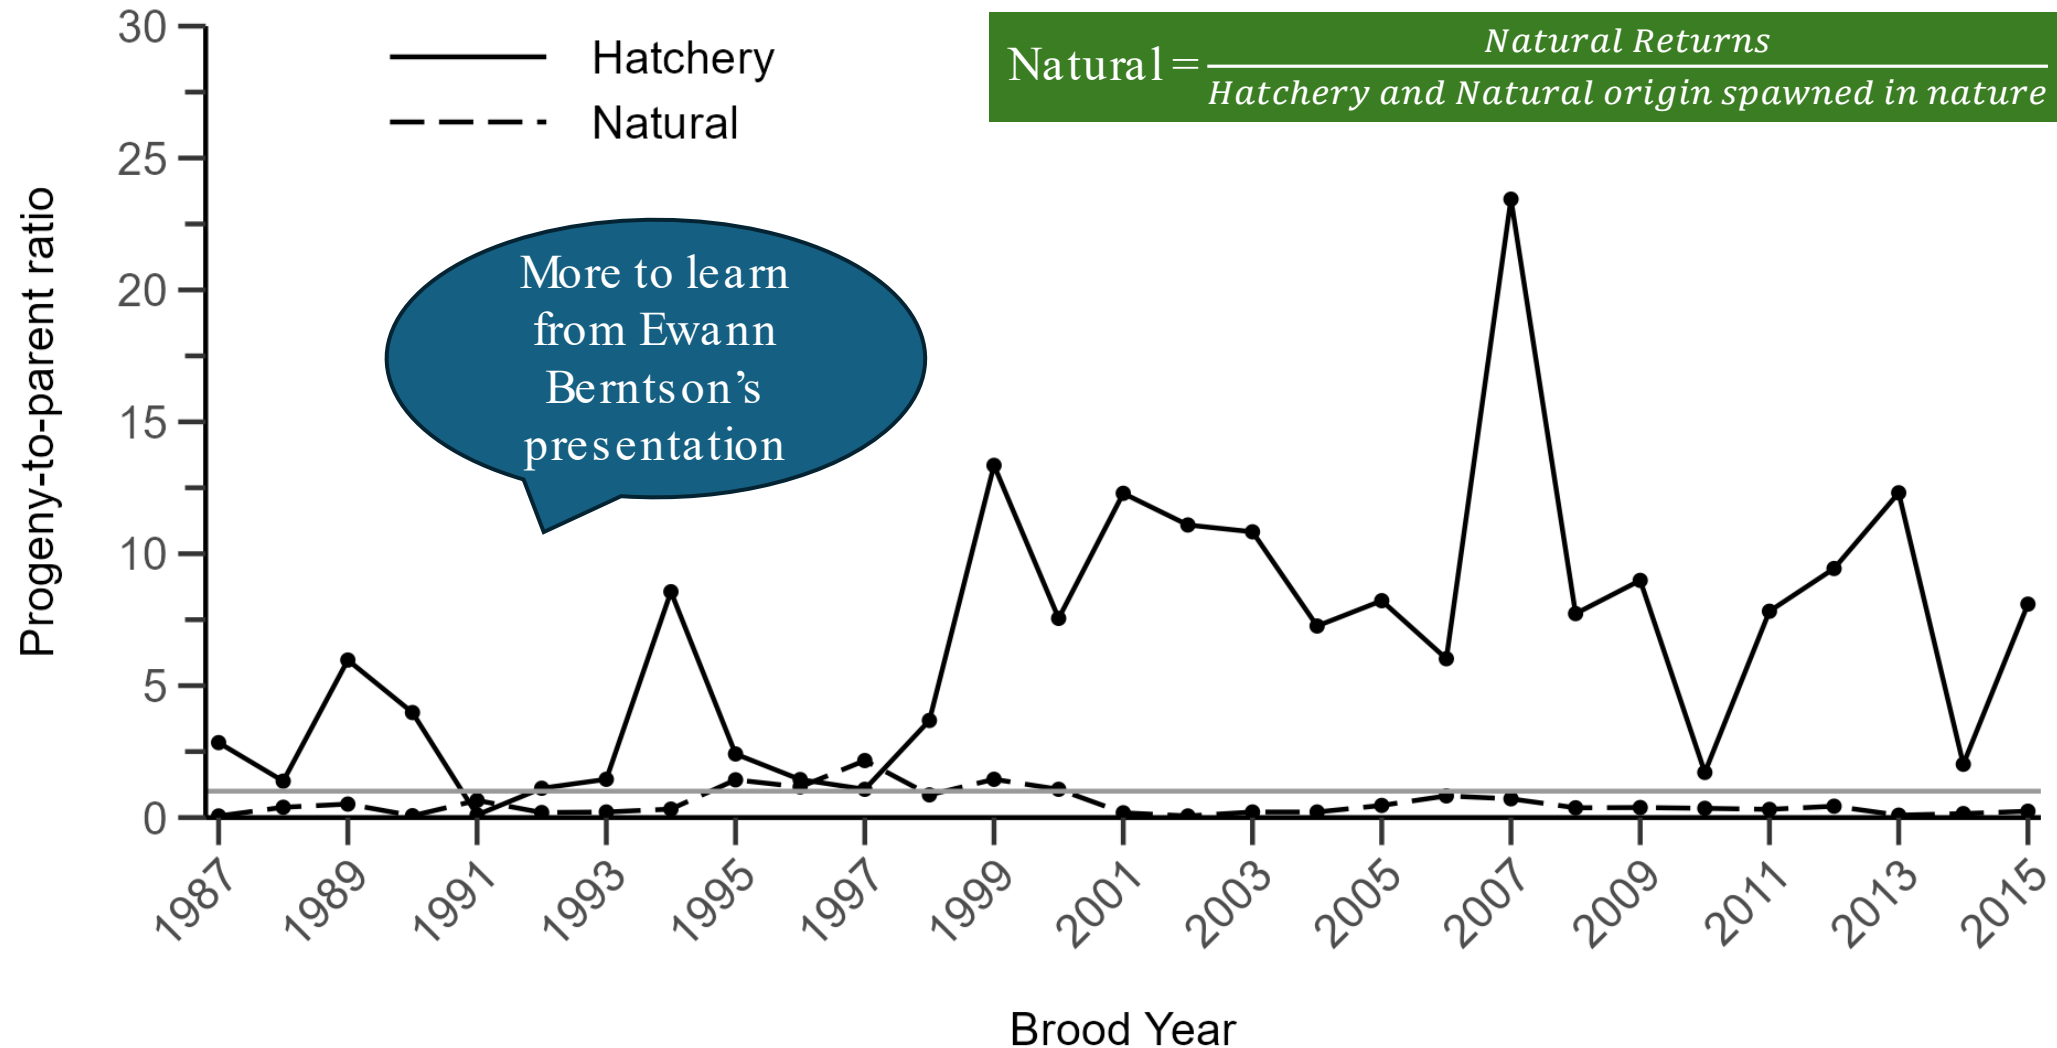 30
25
20
15
10
5
0
Progeny-to-parent ratio
Hatchery
Natural
Natural = Natural Returns
Hatchery and Natural origin spawned in nature
More to learn
from Ewann
Berntson’s
presentation
1987
1989
1991
1993
1995
1997
1999
2001
2003
2005
2007
2009
2011
2013
2015
Brood Year